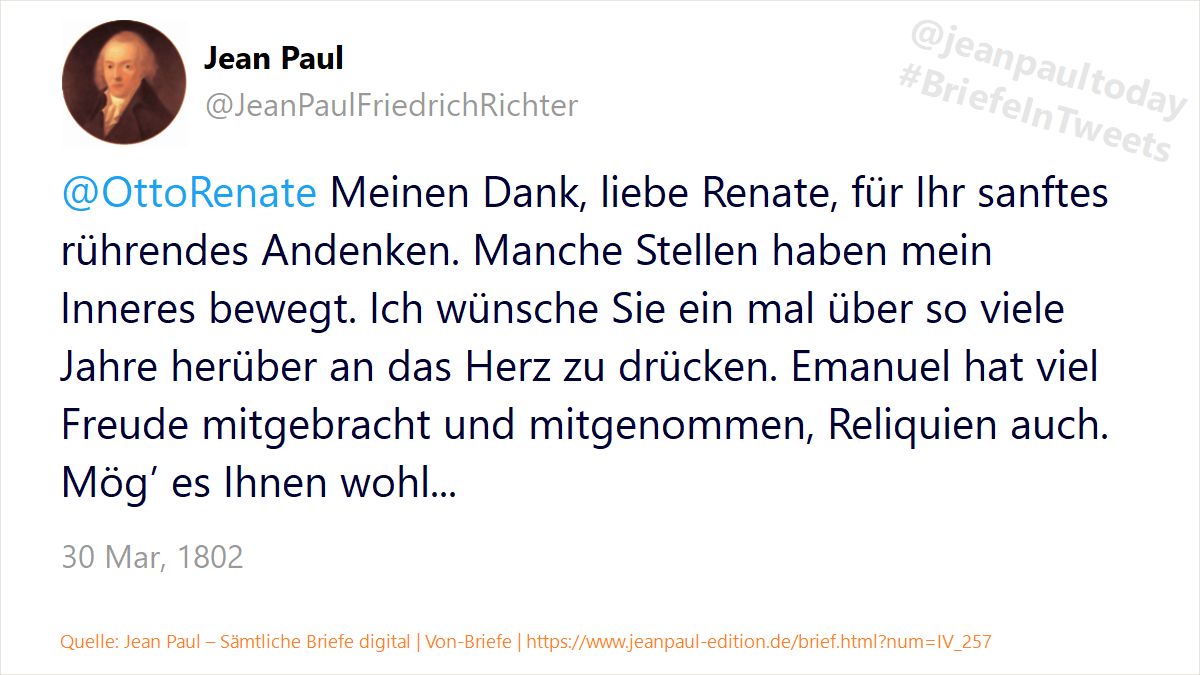 Jean Paul
@JeanPaulFriedrichRichter
@jeanpaultoday
#BriefeInTweets
@OttoRenate Meinen Dank, liebe Renate, für Ihr sanftes
rührendes Andenken. Manche Stellen haben mein
Inneres bewegt. Ich wünsche Sie ein mal über so viele
Jahre herüber an das Herz zu drücken. Emanuel hat viel
Freude mitgebracht und mitgenommen, Reliquien auch.
Mög’ es Ihnen wohl...
30 Mar, 1802
Quelle: Jean Paul – Sämtliche Briefe digital | Von-Briefe | https://www.jeanpaul-edition.de/brief.html?num=IV_257